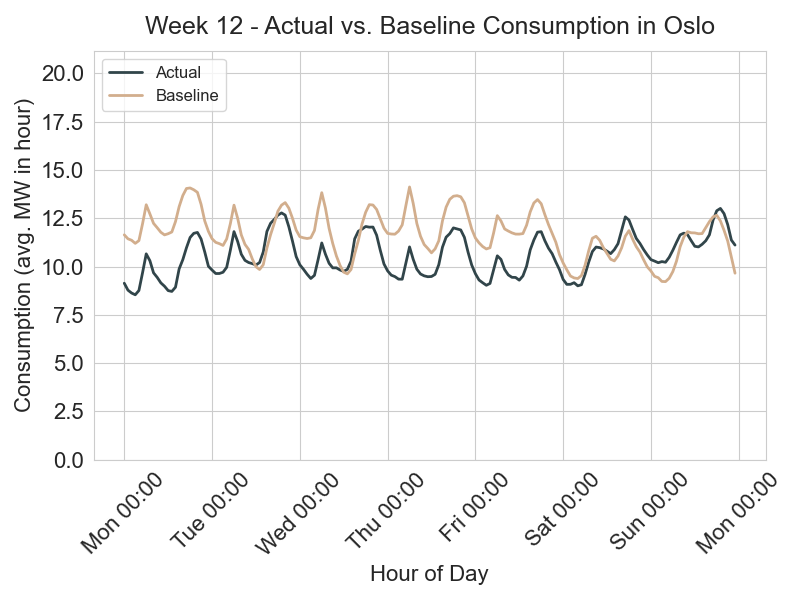 Week 12 - Actual vs. Baseline Consumption in Oslo
Actual
Baseline
Consumption (avg. MW in hour)
20.0
17.5
15.0
12.5
10.0
7.5
5.0
2.5
0.0
Mon 00:00
Tue 00:00
Wed 00:00
Thu 00:00
Fri 00:00
Sat 00:00
Sun 00:00
Mon 00:00
Hour of Day